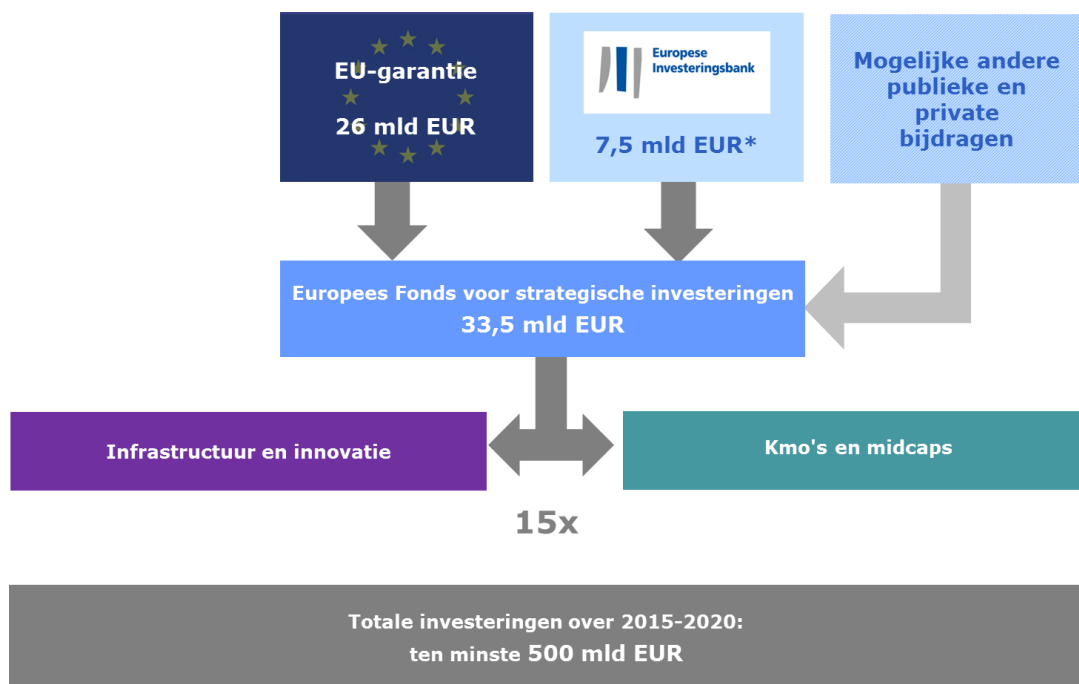 EU-garantie
26 mld EUR
Europese
Investeringsbank
7,5 mld EUR*
Mogelijke andere
publieke en
private
bijdragen
Europees Fonds voor strategische investeringen
33,5 mld EUR
Infrastructuur en innovatie
Kmo's en midcaps
15x
Totale investeringen over 2015-2020:
ten minste 500 mld EUR